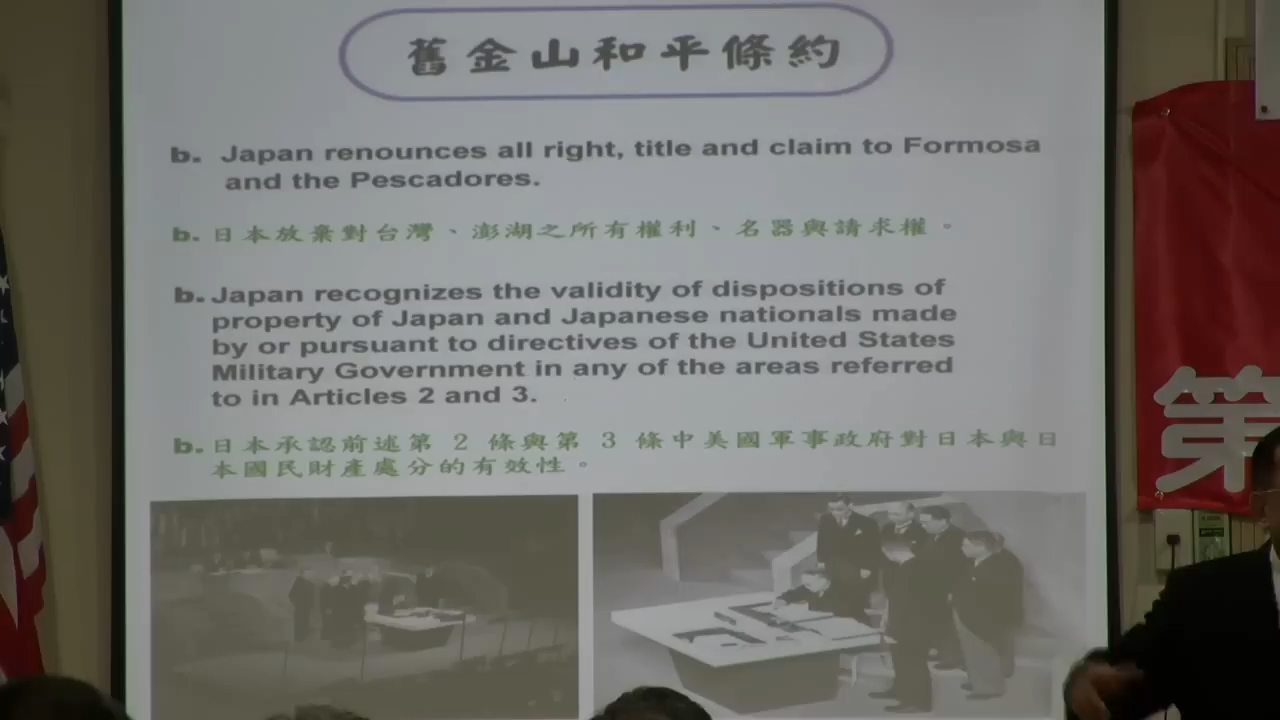 舊金山和平條約
b. Japan renounces all right, title and claim to Formosa
and the Pescadores.
b. 日本放棄對台灣、澎湖之所有權利、名器與請求權。
b. Japan recognizes the validity of dispositions of
property of Japan and Japanese nationals made
by or pursuant to directives of the United States
Military Government in any of the areas referred
to in Articles 2 and 3.
b. 日本承認前述第 2 條與第 3 條中美國軍事政府對日本與日
本國民財產處分的有效性。
第